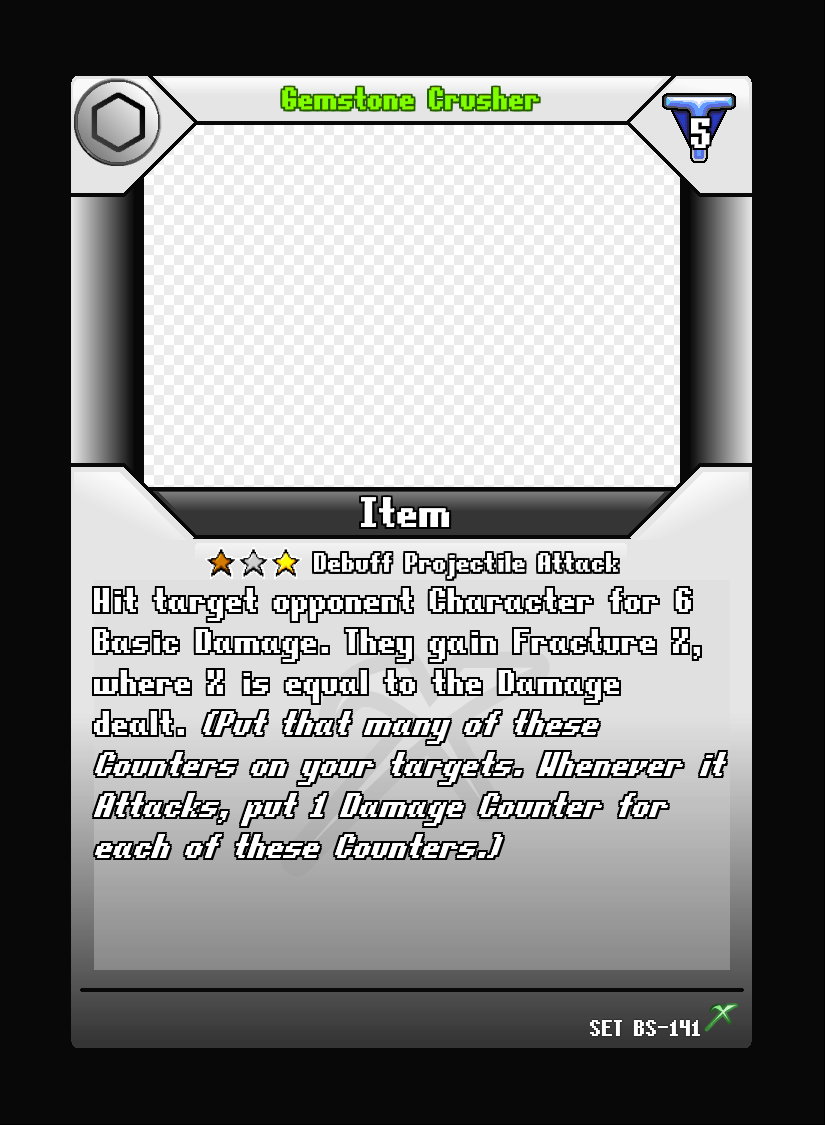 Gemstone Crusher
5
Item
Debuff Projectile Attack
Hit target opponent Character for 6
Basic Damage. They gain Fracture X,
where X is equal to the Damage
dealt. (Put that many of these
Counters on your targets. Whenever it
Attacks, put 1 Damage Counter for
each of these Counters.)
SET BS-141